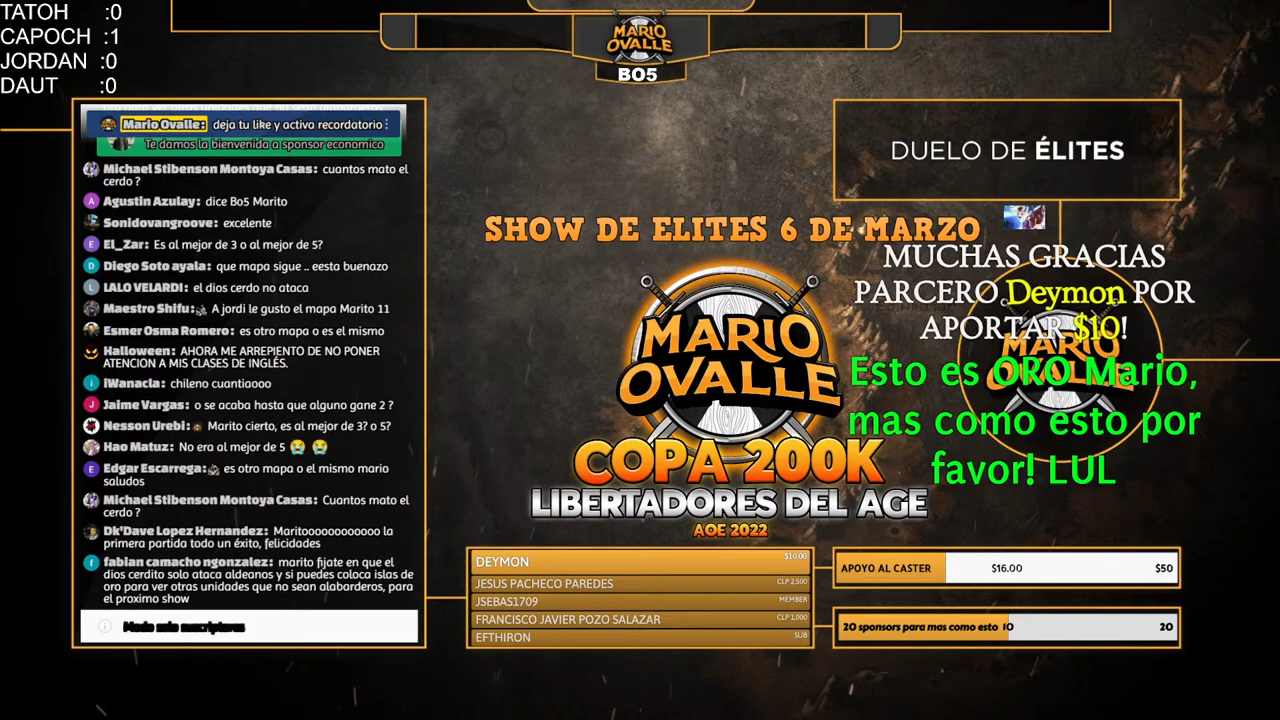 TATOH :0
CAPOCH :1
JORDAN :0
DAUT :0
MARIO
OVALLE
BO5
Mario Ovalle: deja tu like y activa recordatorio
Te damos la bienvenida a sponsor economico
Michael Stibenson Montoya Casas: cuantos mato el
cerdo ?
Agustin Azulay: dice Bo5 Marito
Sonidovangroove: excelente
El_Zar: Es al mejor de 3 o al mejor de 5?
Diego Soto ayala: que mapa sigue .. eesta buenazo
LALO VELARDI: el dios cerdo no ataca
Maestro Shifu: A jordi le gusto el mapa Marito 11
Esmer Osma Romero: es otro mapa o es el mismo
Halloween: AHORA ME ARREPIENTO DE NO PONER
ATENCION A MIS CLASES DE INGLÉS.
iWanacla: chileno cuantioooo
Jaime Vargas: o se acaba hasta que alguno gane 2 ?
Nesson Urebi: Marito cierto, es al mejor de 3? o 5?
Hao Matuz: No era al mejor de 5 😭 😭
Edgar Escarrega: es otro mapa o el mismo mario
saludos
Michael Stibenson Montoya Casas: Cuantos mato el
cerdo ?
Dk'Dave Lopez Hernandez: Maritooooooooooo la
primera partida todo un éxito, felicidades
fabian camacho ngonzalez: marito fijate en que el
dios cerdito solo ataca aldeanos y si puedes coloca islas de
oro para ver otras unidades que no sean alabarderos, para
el proximo show
Modo solo suscriptores
DUELO DE ÉLITES
SHOW DE ELITES 6 DE MARZO
MUCHAS GRACIAS
PARCERO Deymon POR
APORTAR $10!
Esto es ORO Mario,
mas como esto por
favor! LUL
MARIO
OVALLE
MARIO
OVALLE
COPA 200K
LIBERTADORES DEL AGE
AOE 2022
DEYMON $10.00
JESUS PACHECO PAREDES CLP 2,500
JSEBAS1709 MEMBER
FRANCISCO JAVIER POZO SALAZAR CLP 1,000
EFTHIRON SUB
APOYO AL CASTER $16.00 $50
20 sponsors para mas como esto 10 20